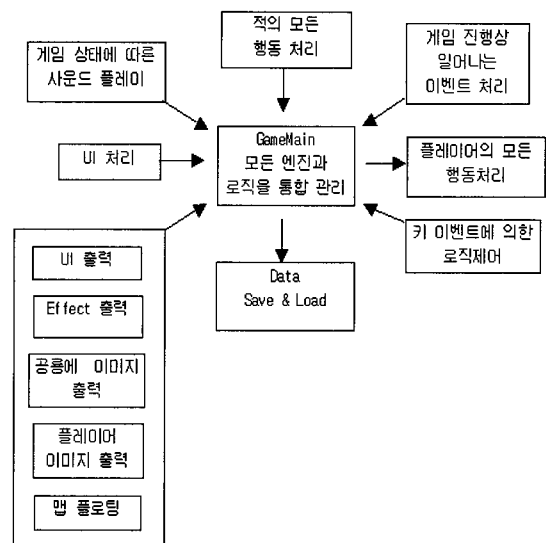 적의 모든
행동 처리
게임 상태에 따른
사운드 플레이
게임 진행상
일어나는
이벤트 처리
UI 처리
GameMain
모든 엔진과
로직을 통합 관리
플레이어의 모든
행동처리
키 이벤트에 의한
로직제어
Data
Save & Load
UI 출력
Effect 출력
공룡에 이미지
출력
플레이어
이미지 출력
맵 플로팅